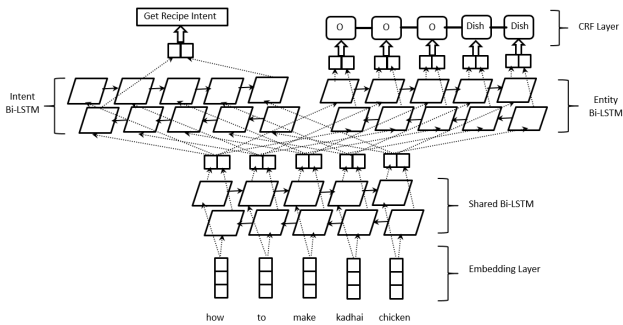 Get Recipe Intent
O O O Dish Dish
CRF Layer
Intent
Bi-LSTM
Entity
Bi-LSTM
Shared Bi-LSTM
Embedding Layer
how to make kadhai chicken